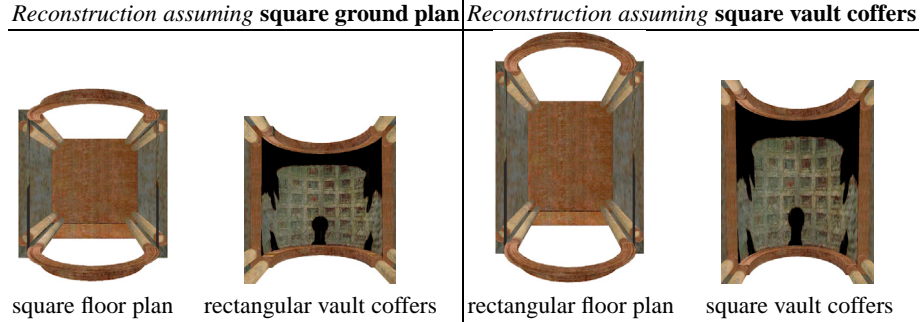 Reconstruction assuming square ground plan
Reconstruction assuming square vault coffers
square floor plan
rectangular vault coffers
rectangular floor plan
square vault coffers